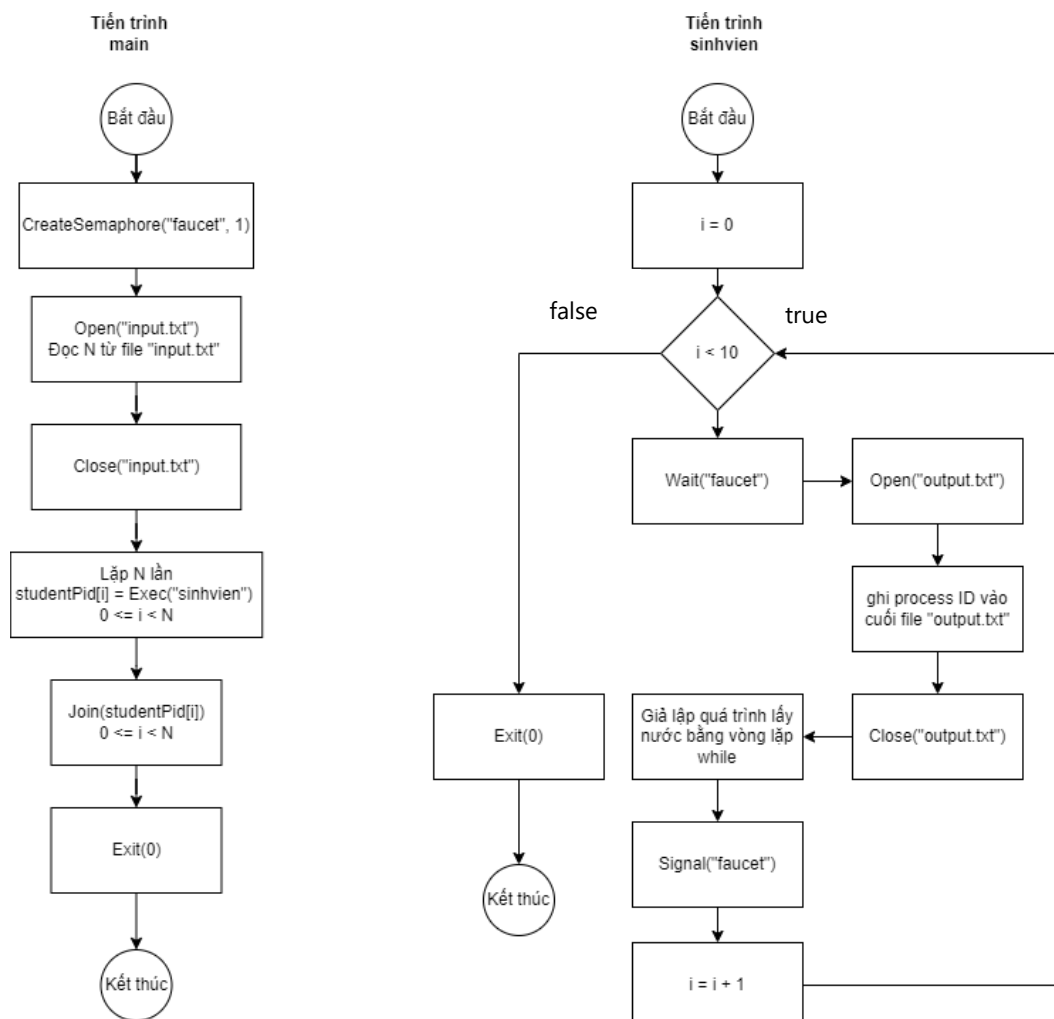 Tiến trình
main
Bắt đầu
CreateSemaphore("faucet", 1)
Open("input.txt")
Đọc N từ file "input.txt"
Close("input.txt")
Lặp N lần
studentPid[i] = Exec("sinhvien")
0 <= i < N
Join(studentPid[i])
0 <= i < N
Exit(0)
Kết thúc
Tiến trình
sinhvien
Bắt đầu
i = 0
false
true
i < 10
Wait("faucet")
Open("output.txt")
ghi process ID vào
cuối file "output.txt"
Close("output.txt")
Giả lập quá trình lấy
nước bằng vòng lặp
while
Signal("faucet")
i = i + 1
Exit(0)
Kết thúc